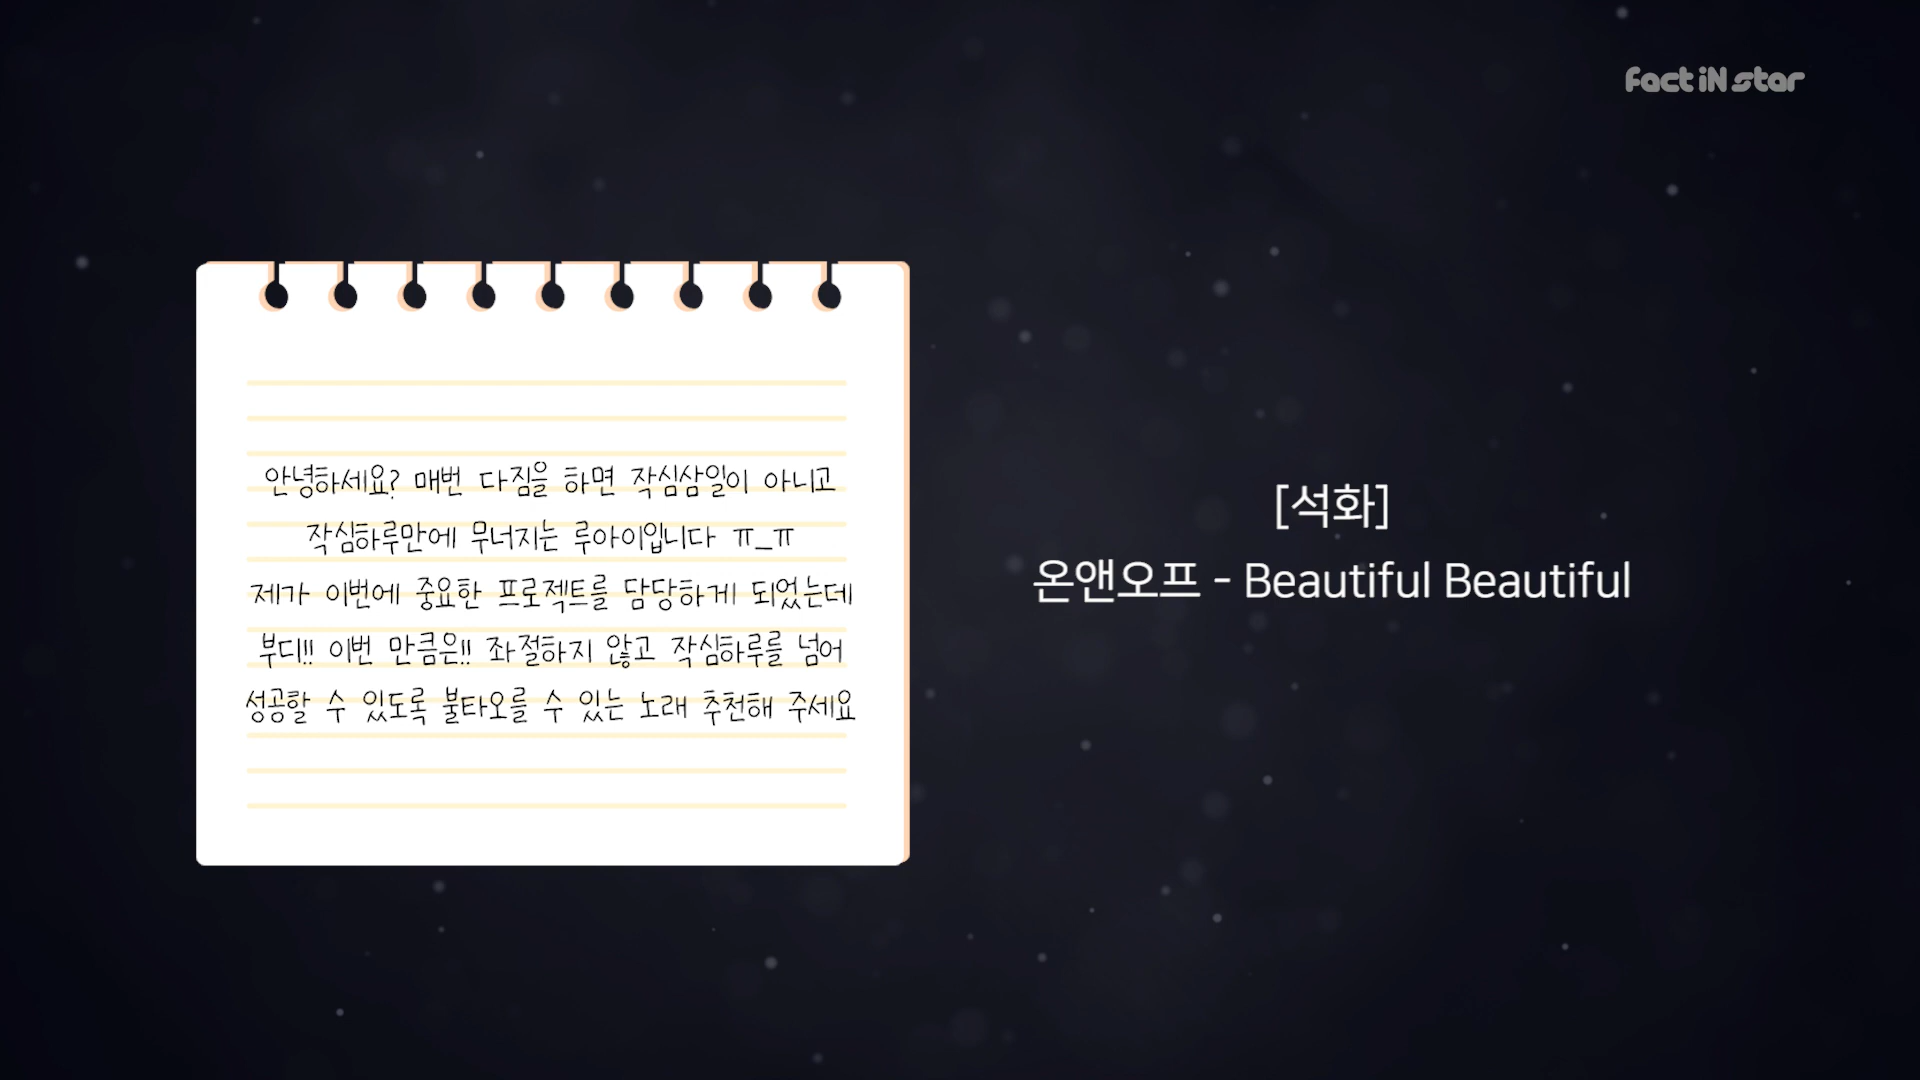 fact iN star
안녕하세요? 매번 다짐을 하면 작심삼일이 아니고
작심하루만에 무너지는 루아이입니다 ㅠ_ㅠ
제가 이번에 중요한 프로젝트를 담당하게 되었는데
부디!! 이번 만큼은!! 좌절하지 않고 작심하루를 넘어
성공할 수 있도록 불타오를 수 있는 노래 추천해 주세요
[석화]
온앤오프 - Beautiful Beautiful